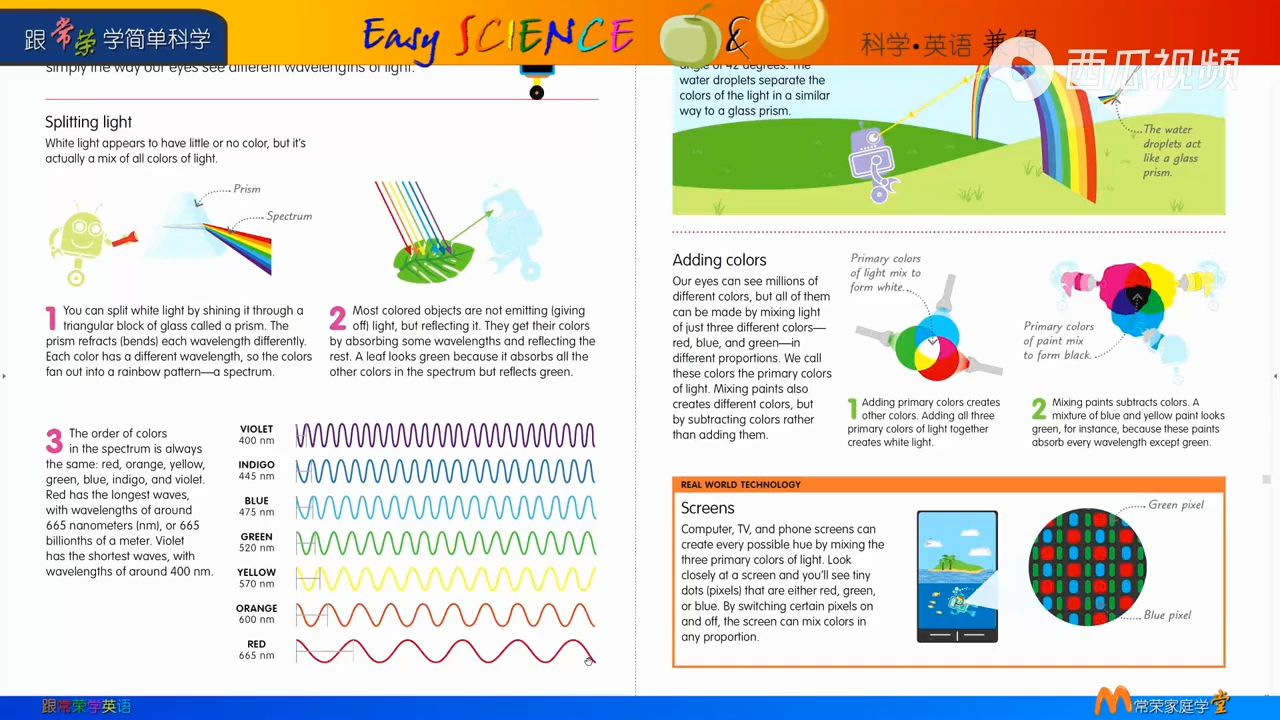 跟常荣学简单科学
Easy SCIENCE &
科学•英语 兼得
西瓜视频
simply the way our eyes see different wavelengths of light.
Splitting light
White light appears to have little or no color, but it's
actually a mix of all colors of light.
Prism
Spectrum
1 You can split white light by shining it through a
triangular block of glass called a prism. The
prism refracts (bends) each wavelength differently.
Each color has a different wavelength, so the colors
fan out into a rainbow pattern—a spectrum.
2 Most colored objects are not emitting (giving
off) light, but reflecting it. They get their colors
by absorbing some wavelengths and reflecting the
rest. A leaf looks green because it absorbs all the
other colors in the spectrum but reflects green.
3 The order of colors
in the spectrum is always
the same: red, orange, yellow,
green, blue, indigo, and violet.
Red has the longest waves,
with wavelengths of around
665 nanometers (nm), or 665
billionths of a meter. Violet
has the shortest waves, with
wavelengths of around 400 nm.
VIOLET
400 nm
INDIGO
445 nm
BLUE
475 nm
GREEN
520 nm
YELLOW
570 nm
ORANGE
600 nm
RED
665 nm
angle of 42 degrees. The
water droplets separate the
colors of the light in a similar
way to a glass prism.
The water
droplets act
like a glass
prism.
Adding colors
Our eyes can see millions of
different colors, but all of them
can be made by mixing light
of just three different colors—
red, blue, and green—in
different proportions. We call
these colors the primary colors
of light. Mixing paints also
creates different colors, but
by subtracting colors rather
than adding them.
Primary colors
of light mix to
form white.
Primary colors
of paint mix
to form black.
1 Adding primary colors creates
other colors. Adding all three
primary colors of light together
creates white light.
2 Mixing paints subtracts colors. A
mixture of blue and yellow paint looks
green, for instance, because these paints
absorb every wavelength except green.
REAL WORLD TECHNOLOGY
Screens
Computer, TV, and phone screens can
create every possible hue by mixing the
three primary colors of light. Look
closely at a screen and you'll see tiny
dots (pixels) that are either red, green,
or blue. By switching certain pixels on
and off, the screen can mix colors in
any proportion.
Green pixel
Blue pixel
跟常荣学英语
常荣家庭学堂